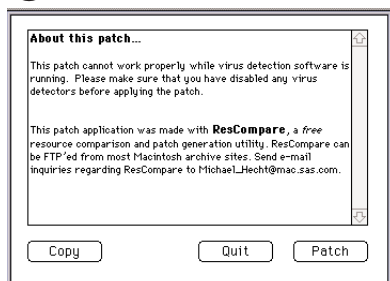 About this patch...
This patch cannot work properly while virus detection software is
running. Please make sure that you have disabled any virus
detectors before applying the patch.
This patch application was made with ResCompare, a free
resource comparison and patch generation utility. ResCompare can
be FTP'ed from most Macintosh archive sites. Send e-mail
inquiries regarding ResCompare to Michael_Hecht@mac.sas.com.
Copy Quit Patch